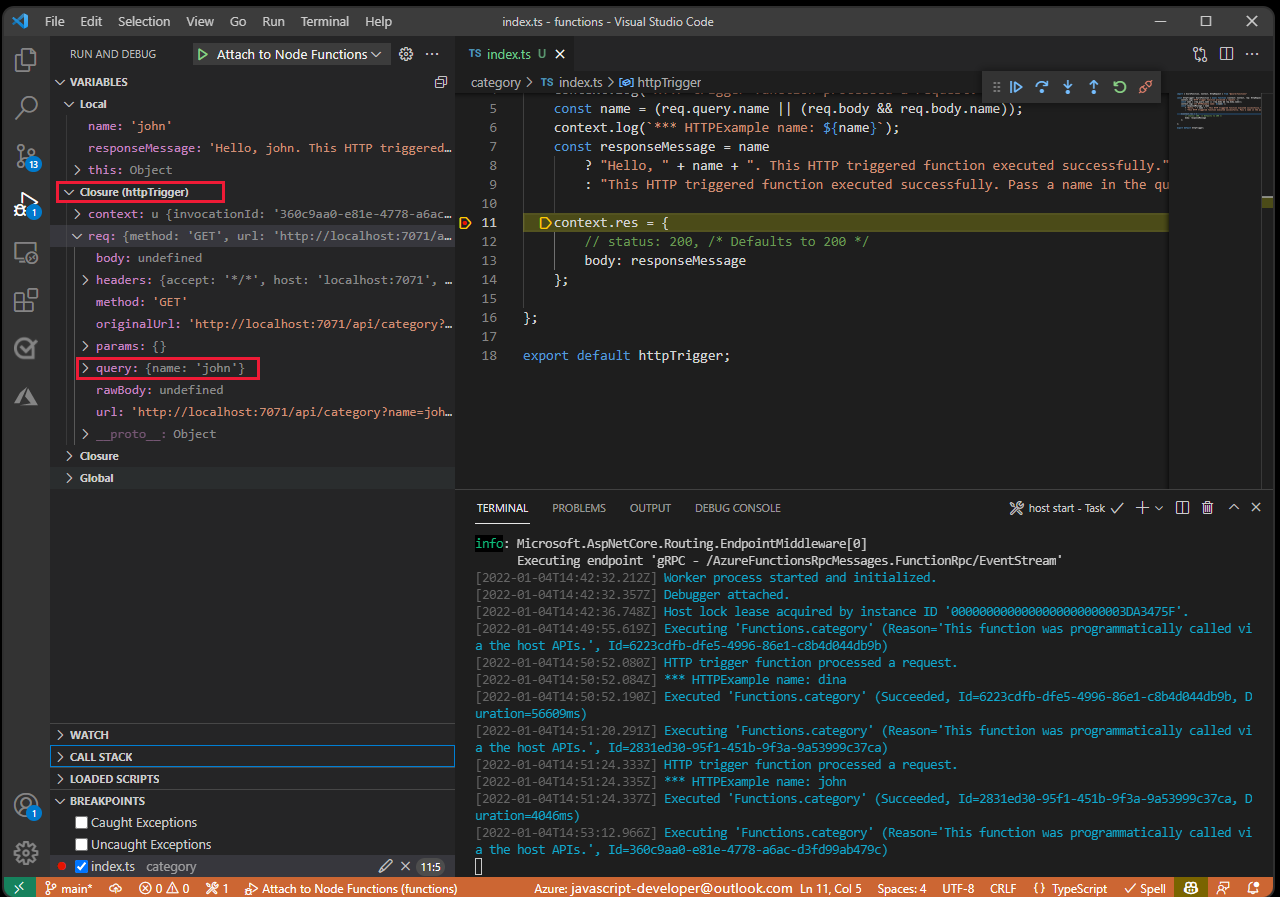 File Edit Selection View Go Run Terminal Help
index.ts - functions - Visual Studio Code
RUN AND DEBUG
Attach to Node Functions
VARIABLES
Local
name: 'john'
responseMessage: 'Hello, john. This HTTP triggered…
this: Object
Closure (httpTrigger)
context: u {invocationId: '360c9aa0-e81e-4778-a6ac…
req: {method: 'GET', url: 'http://localhost:7071/a…
body: undefined
headers: {accept: '*/*', host: 'localhost:7071', …
method: 'GET'
originalUrl: 'http://localhost:7071/api/category?…
params: {}
query: {name: 'john'}
rawBody: undefined
url: 'http://localhost:7071/api/category?name=joh…
__proto__: Object
Closure
Global
WATCH
CALL STACK
LOADED SCRIPTS
BREAKPOINTS
Caught Exceptions
Uncaught Exceptions
index.ts category 11:5
13
1
1
TS index.ts U
category > TS index.ts > httpTrigger
5 const name = (req.query.name || (req.body && req.body.name));
6 context.log(`*** HTTPExample name: ${name}`);
7 const responseMessage = name
8 ? "Hello, " + name + ". This HTTP triggered function executed successfully."
9 : "This HTTP triggered function executed successfully. Pass a name in the qu
10
11 context.res = {
12 // status: 200, /* Defaults to 200 */
13 body: responseMessage
14 };
15
16 };
17
18 export default httpTrigger;
TERMINAL PROBLEMS OUTPUT DEBUG CONSOLE
host start - Task
info: Microsoft.AspNetCore.Routing.EndpointMiddleware[0]
Executing endpoint 'gRPC - /AzureFunctionsRpcMessages.FunctionRpc/EventStream'
[2022-01-04T14:42:32.212Z] Worker process started and initialized.
[2022-01-04T14:42:32.357Z] Debugger attached.
[2022-01-04T14:42:36.748Z] Host lock lease acquired by instance ID '0000000000000000000000003DA3475F'.
[2022-01-04T14:49:55.619Z] Executing 'Functions.category' (Reason='This function was programmatically called vi
a the host APIs.', Id=6223cdfb-dfe5-4996-86e1-c8b4d044db9b)
[2022-01-04T14:50:52.080Z] HTTP trigger function processed a request.
[2022-01-04T14:50:52.084Z] *** HTTPExample name: dina
[2022-01-04T14:50:52.190Z] Executed 'Functions.category' (Succeeded, Id=6223cdfb-dfe5-4996-86e1-c8b4d044db9b, D
uration=56609ms)
[2022-01-04T14:51:20.291Z] Executing 'Functions.category' (Reason='This function was programmatically called vi
a the host APIs.', Id=2831ed30-95f1-451b-9f3a-9a53999c37ca)
[2022-01-04T14:51:24.333Z] HTTP trigger function processed a request.
[2022-01-04T14:51:24.335Z] *** HTTPExample name: john
[2022-01-04T14:51:24.337Z] Executed 'Functions.category' (Succeeded, Id=2831ed30-95f1-451b-9f3a-9a53999c37ca, D
uration=4046ms)
[2022-01-04T14:53:12.966Z] Executing 'Functions.category' (Reason='This function was programmatically called vi
a the host APIs.', Id=360c9aa0-e81e-4778-a6ac-d3fd99ab479c)
main* 0 0 1 Attach to Node Functions (functions) Azure: javascript-developer@outlook.com Ln 11, Col 5 Spaces: 4 UTF-8 CRLF {} TypeScript Spell